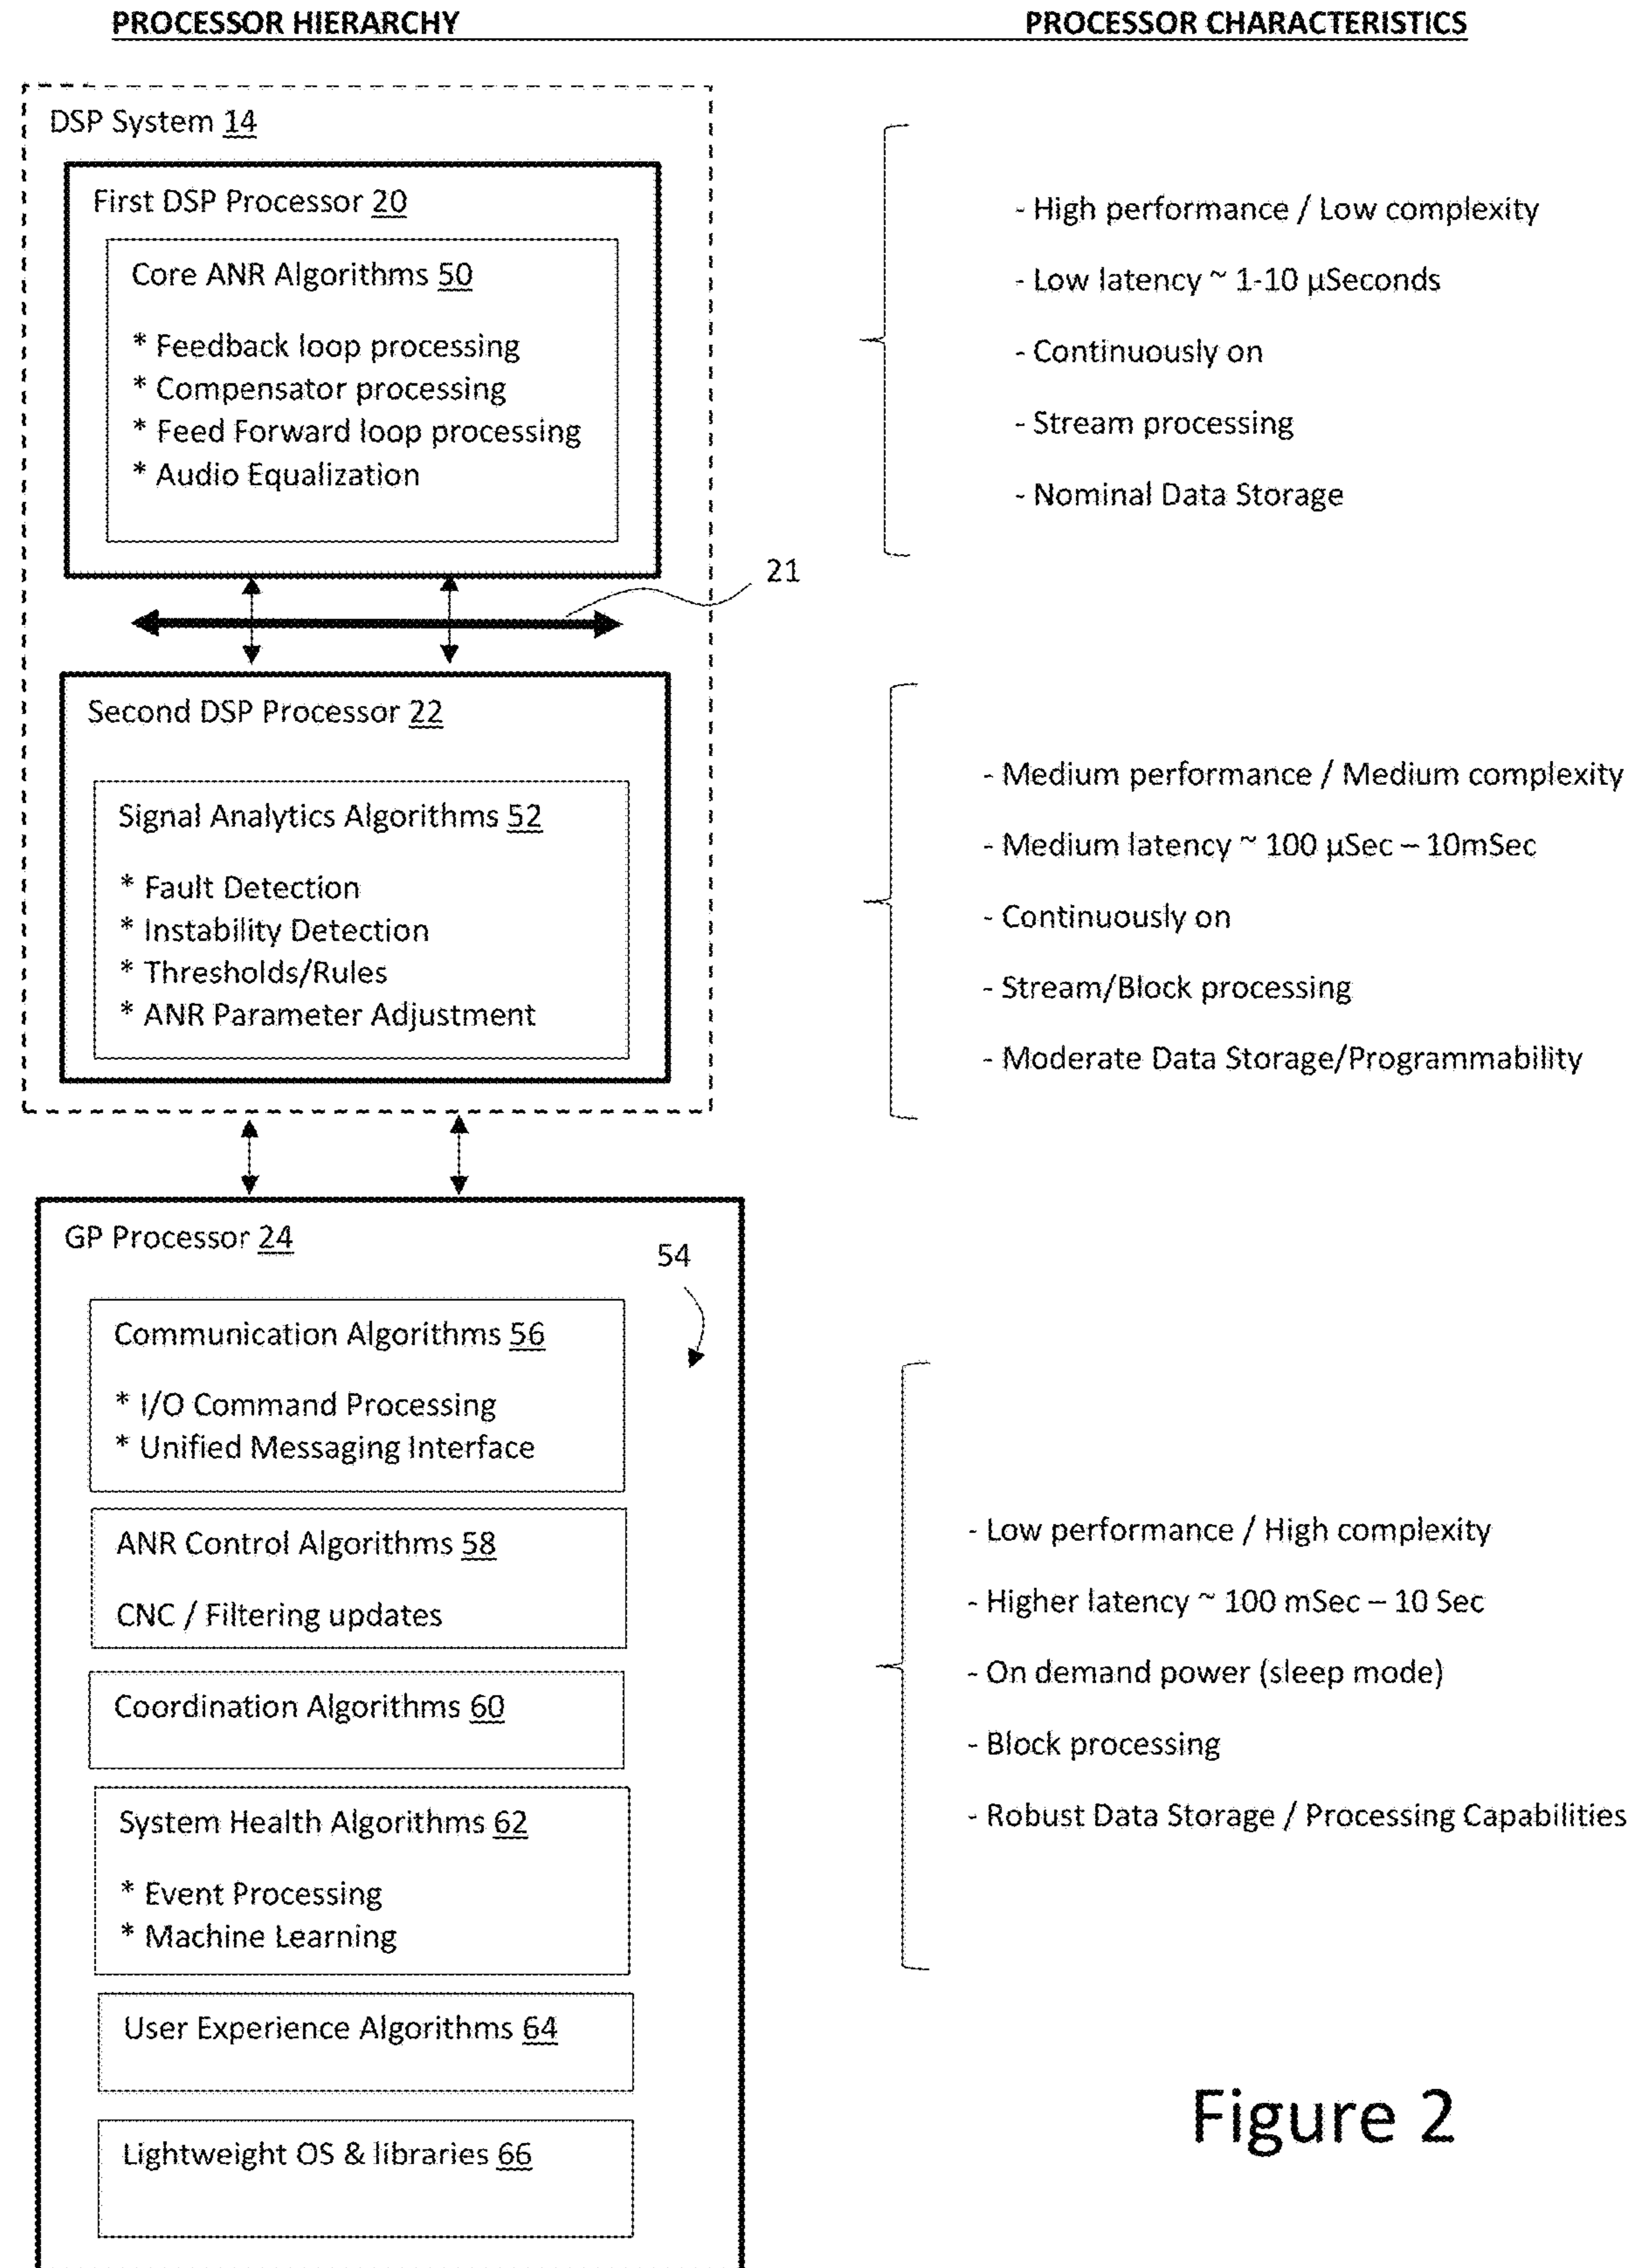 PROCESSOR HIERARCHY
PROCESSOR CHARACTERISTICS
DSP System 14
First DSP Processor 20
Core ANR Algorithms 50
* Feedback loop processing
* Compensator processing
* Feed Forward loop processing
* Audio Equalization
- High performance / Low complexity
- Low latency ~ 1-10 µSeconds
- Continuously on
- Stream processing
- Nominal Data Storage
21
Second DSP Processor 22
Signal Analytics Algorithms 52
* Fault Detection
* Instability Detection
* Thresholds/Rules
* ANR Parameter Adjustment
- Medium performance / Medium complexity
- Medium latency ~ 100 µSec – 10mSec
- Continuously on
- Stream/Block processing
- Moderate Data Storage/Programmability
GP Processor 24
54
Communication Algorithms 56
* I/O Command Processing
* Unified Messaging Interface
ANR Control Algorithms 58
CNC / Filtering updates
Coordination Algorithms 60
System Health Algorithms 62
* Event Processing
* Machine Learning
User Experience Algorithms 64
Lightweight OS & libraries 66
- Low performance / High complexity
- Higher latency ~ 100 mSec – 10 Sec
- On demand power (sleep mode)
- Block processing
- Robust Data Storage / Processing Capabilities
Figure 2